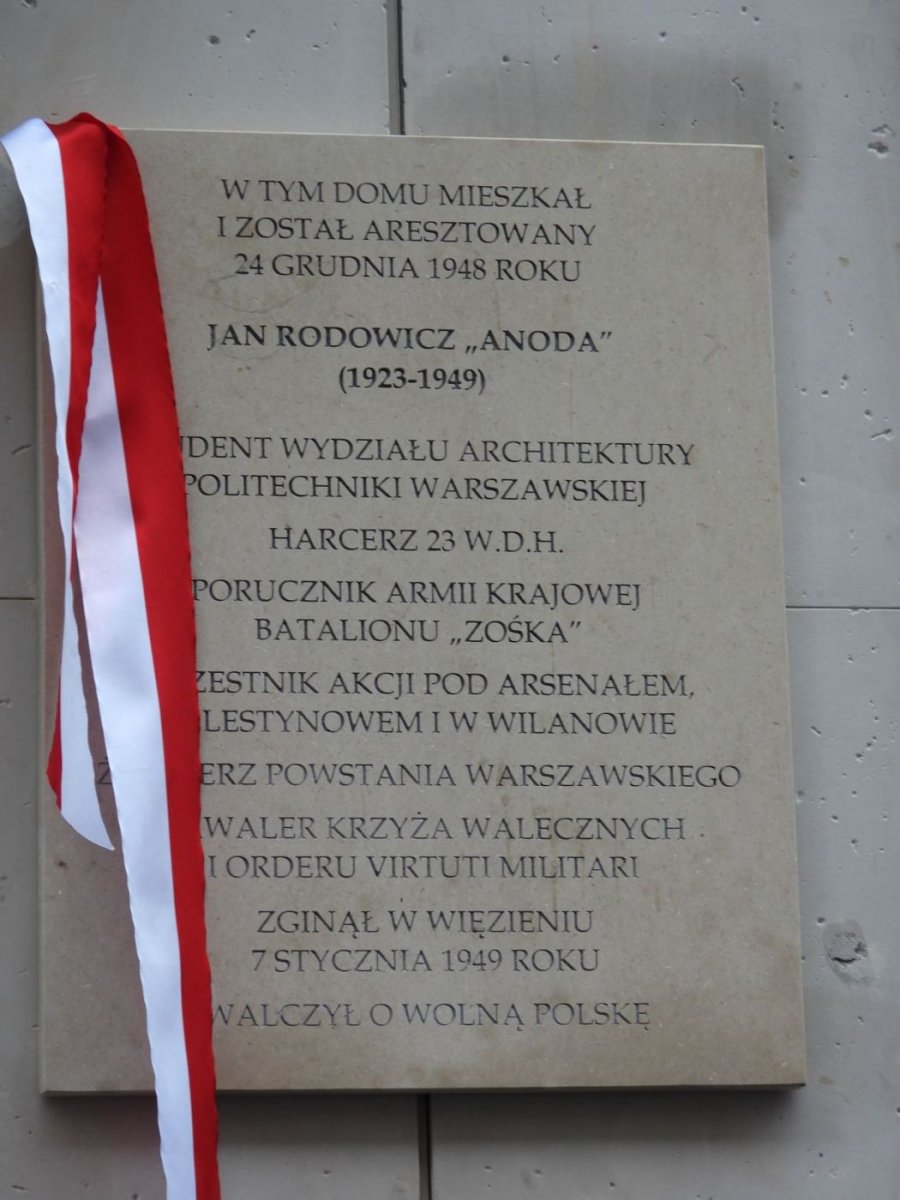 W TYM DOMU MIESZKAŁ
I ZOSTAŁ ARESZTOWANY
24 GRUDNIA 1948 ROKU
JAN RODOWICZ „ANODA”
(1923-1949)
WYDZIAŁU ARCHITEKTURY
POLITECHNIKI WARSZAWSKIEJ
HARCERZ 23 W.D.H.
PORUCZNIK ARMII KRAJOWEJ
BATALIONU „ZOŚKA”
AKCJI POD ARSENAŁEM,
I W WILANOWIE
POWSTANIA WARSZAWSKIEGO
KRZYŻA WALECZNYCH
I ORDERU VIRTUTI MILITARI
ZGINĄŁ W WIĘZIENIU
7 STYCZNIA 1949 ROKU
WALCZYŁ O WOLNĄ POLSKĘ